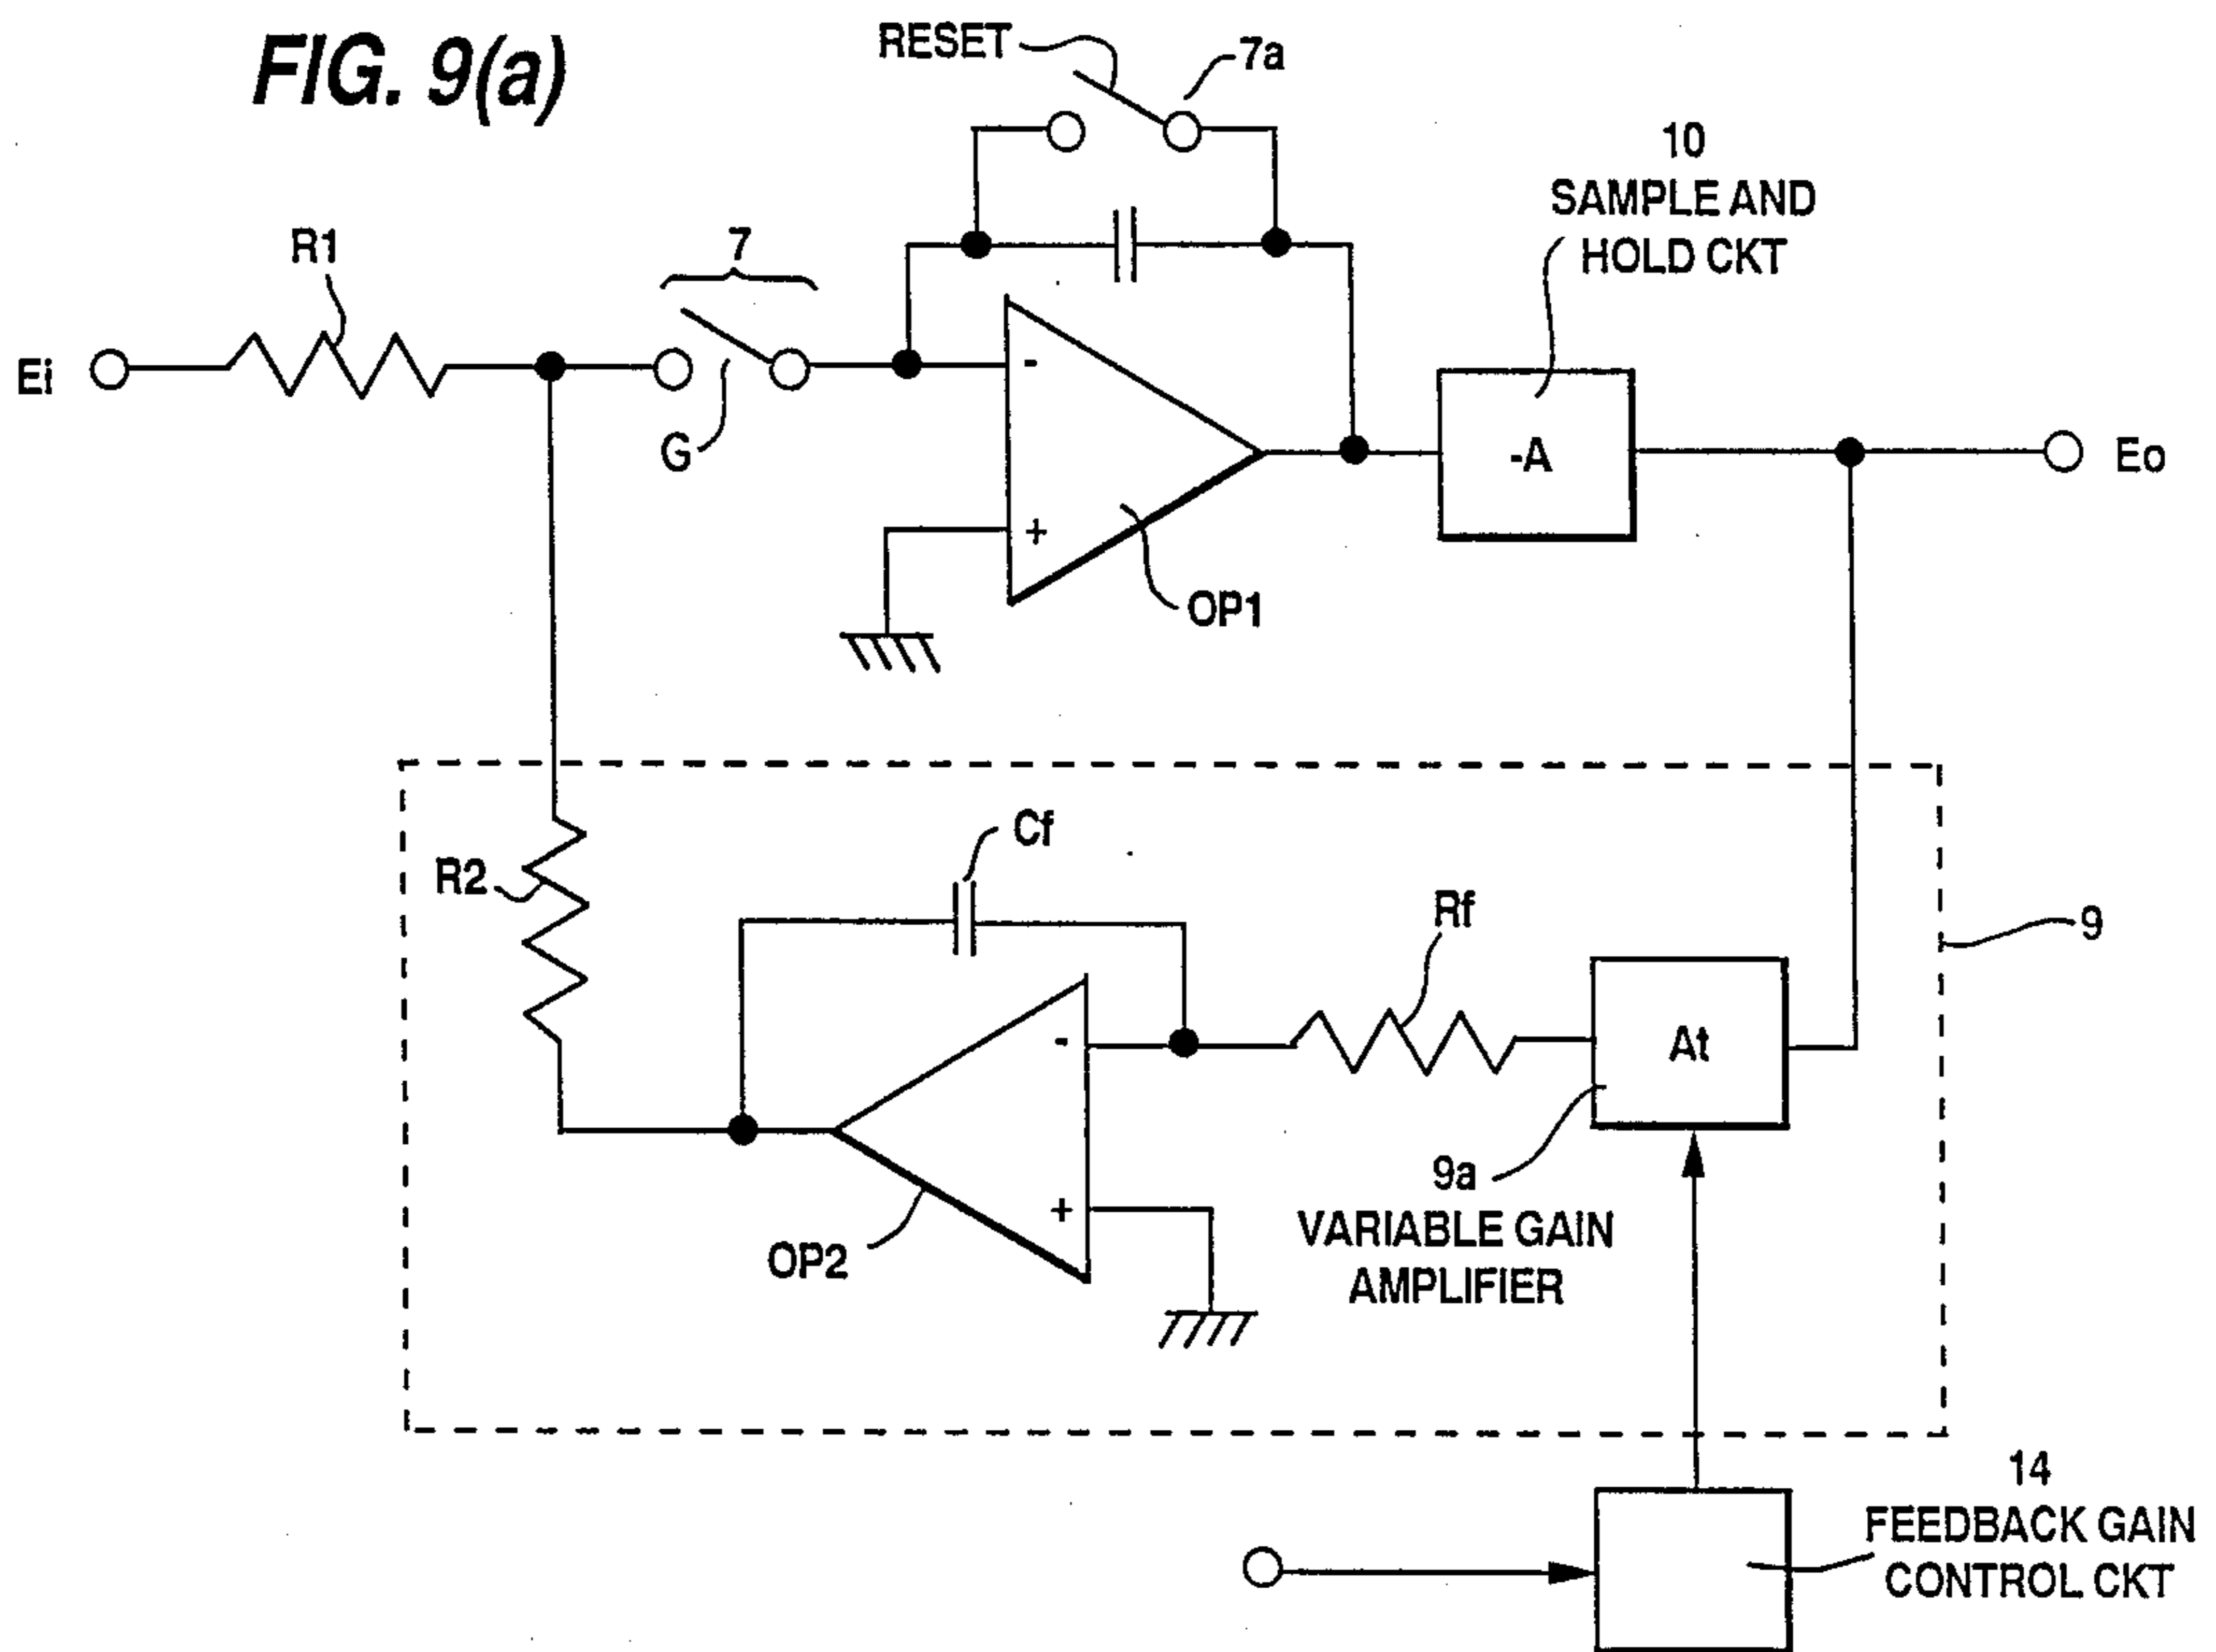 FIG. 9(a)
RESET
7a
10
SAMPLE AND
HOLD CKT
R1
7
Ei
G
-
+
OP1
-A
Eo
Cf
R2
Rf
9
-
At
+
OP2
9a
VARIABLE GAIN
AMPLIFIER
14
FEEDBACK GAIN
CONTROL CKT